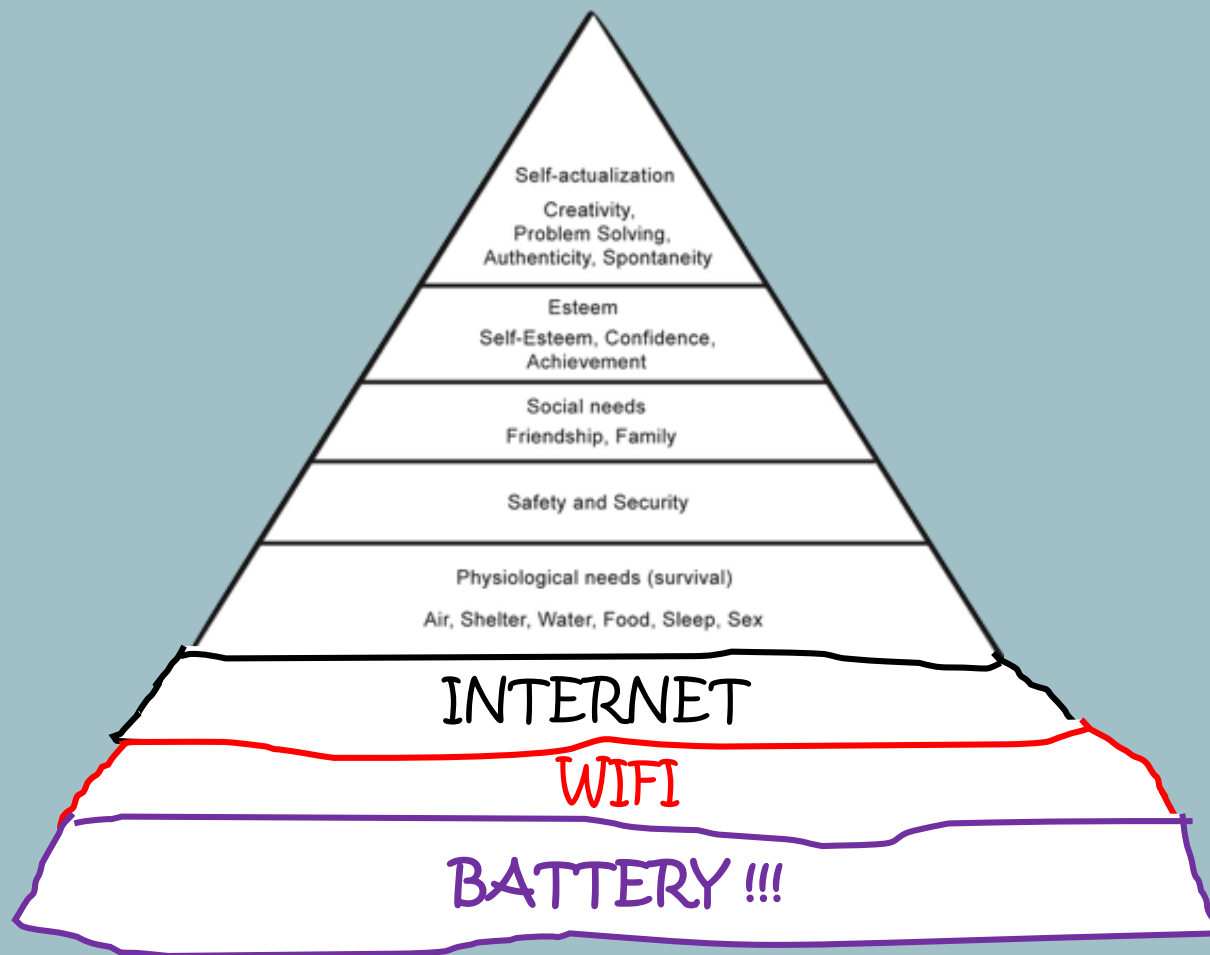 Self-actualization
Creativity,
Problem Solving,
Authenticity, Spontaneity
Esteem
Self-Esteem, Confidence,
Achievement
Social needs
Friendship, Family
Safety and Security
Physiological needs (survival)
Air, Shelter, Water, Food, Sleep, Sex
INTERNET
WIFI
BATTERY !!!